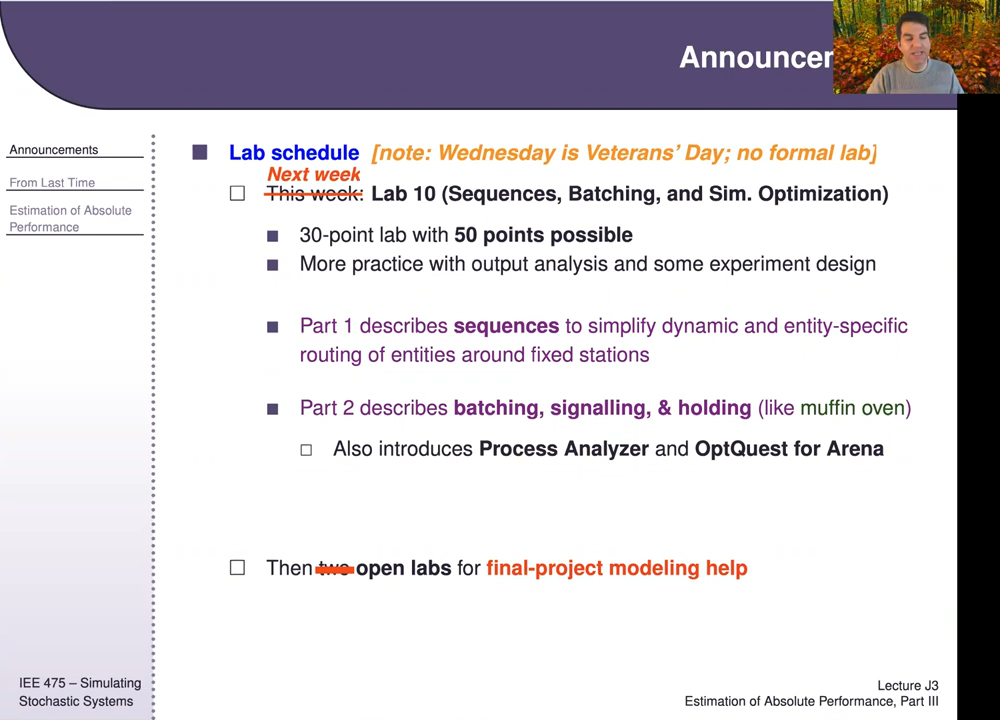 Announcer
Announcements
From Last Time
Estimation of Absolute
Performance
Lab schedule [note: Wednesday is Veterans' Day; no formal lab]
Next week
This week: Lab 10 (Sequences, Batching, and Sim. Optimization)
30-point lab with 50 points possible
More practice with output analysis and some experiment design
Part 1 describes sequences to simplify dynamic and entity-specific
routing of entities around fixed stations
Part 2 describes batching, signalling, & holding (like muffin oven)
Also introduces Process Analyzer and OptQuest for Arena
Then two open labs for final-project modeling help
IEE 475 – Simulating
Stochastic Systems
Lecture J3
Estimation of Absolute Performance, Part III